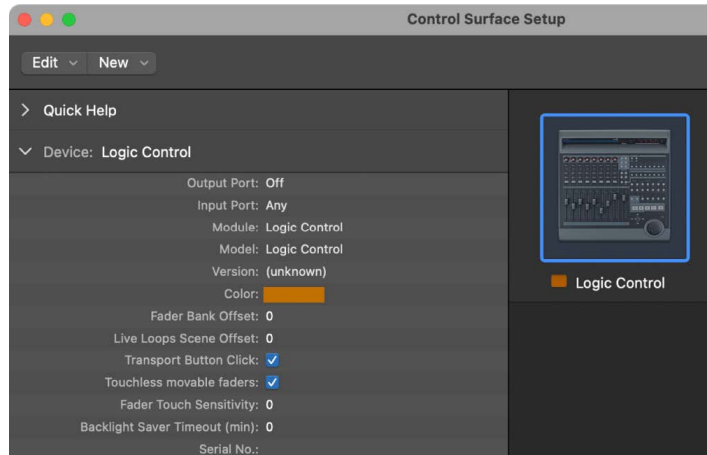 Control Surface Setup
Edit New
Quick Help
Device: Logic Control
Output Port: Off
Input Port: Any
Module: Logic Control
Model: Logic Control
Version: (unknown)
Color:
Fader Bank Offset: 0
Live Loops Scene Offset: 0
Transport Button Click:
Touchless movable faders:
Fader Touch Sensitivity: 0
Backlight Saver Timeout (min): 0
Serial No.:
Logic Control